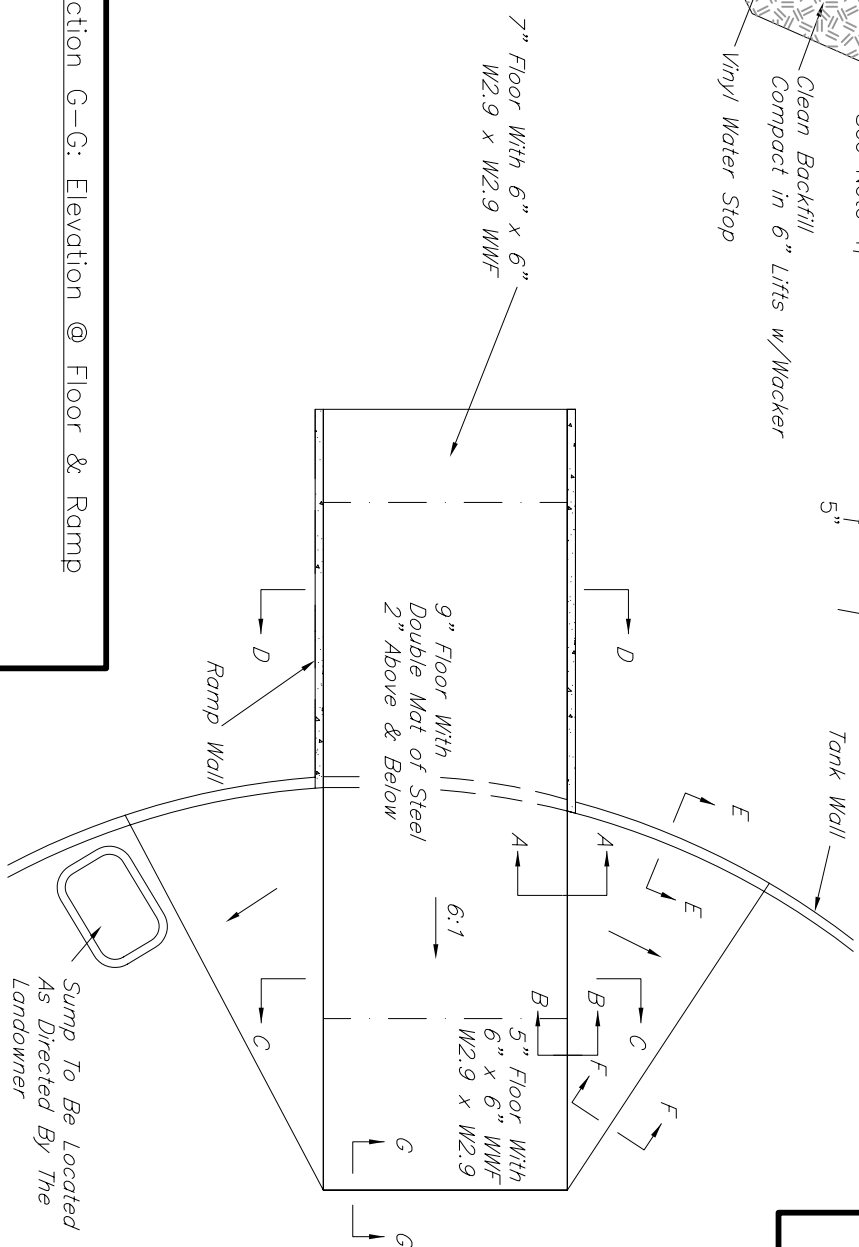 Clean Backfill
Compact in 6" Lifts w/Wacker
Vinyl Water Stop
5"
Tank Wall
7" Floor With 6" x 6"
W2.9 x W2.9 WWF
D
D
E
E
A
A
9" Floor With
Double Mat of Steel
2" Above & Below
6:1
Ramp Wall
B
B
C
C
F
F
5" Floor With
6" x 6" WWF
W2.9 x W2.9
G
G
Sump To Be Located
As Directed By The
Landowner
ction G-G: Elevation @ Floor & Ramp